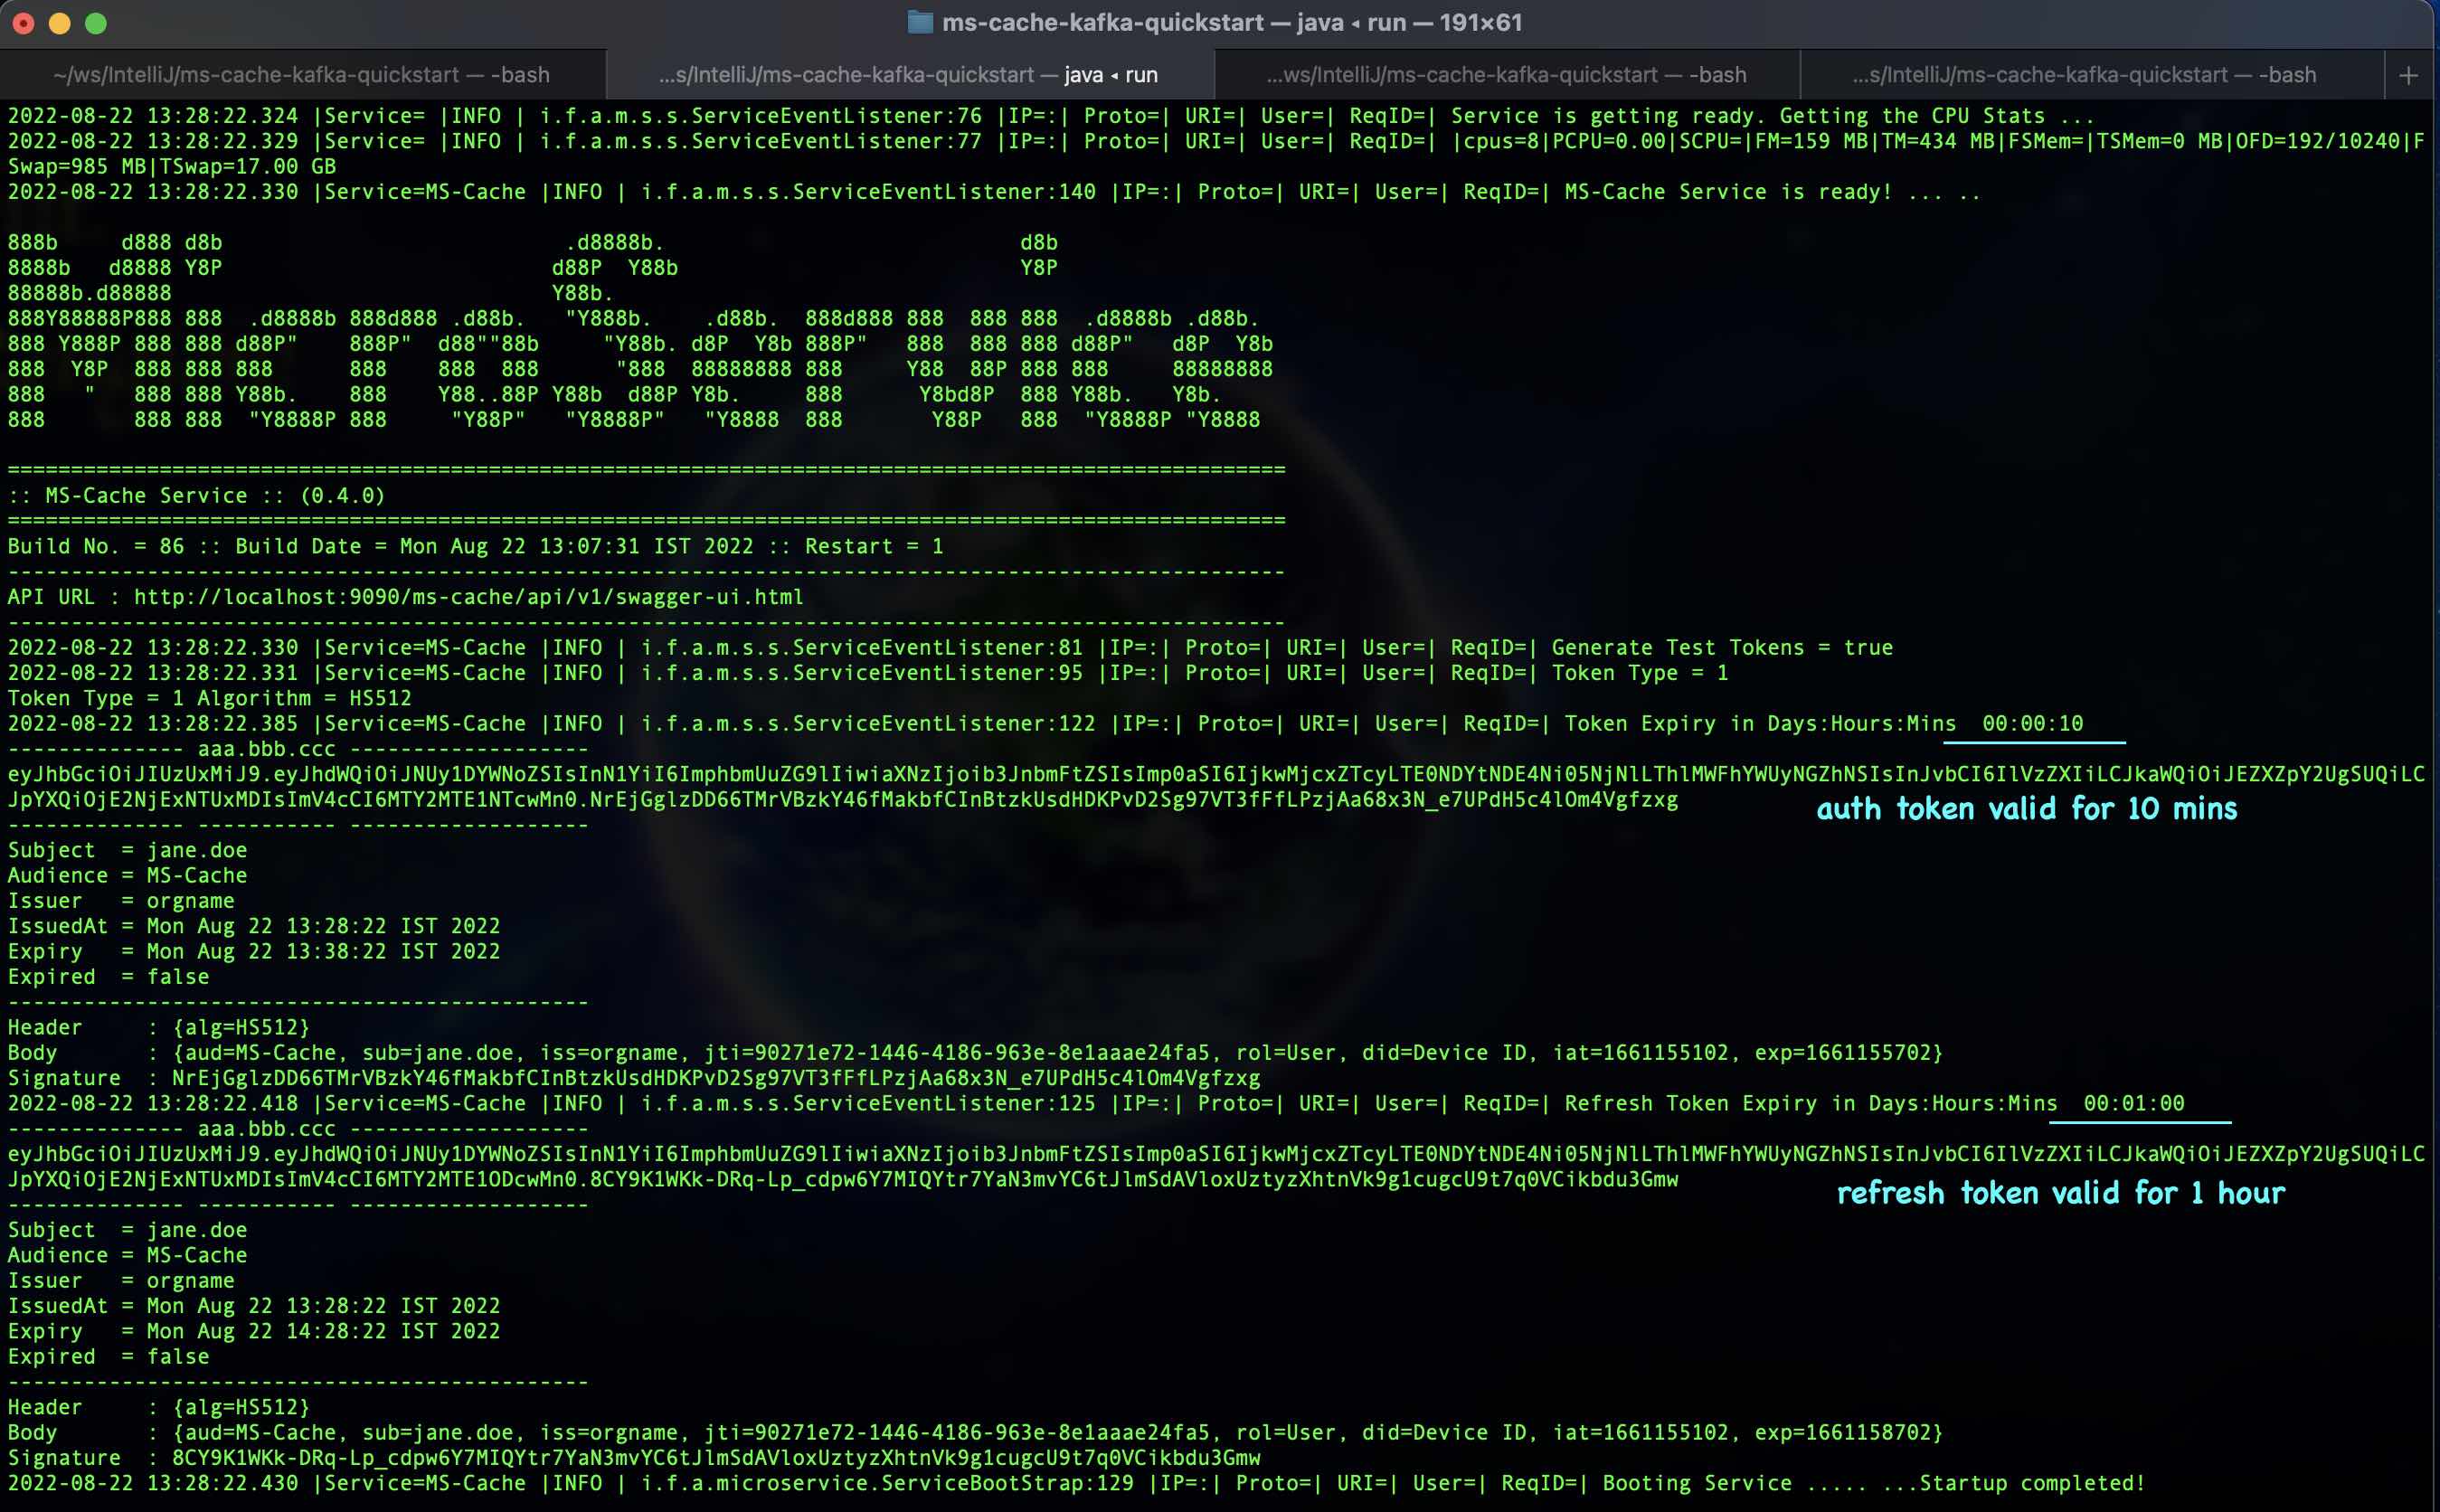 ms-cache-kafka-quickstart — java ◂ run — 191×61
~/ws/IntelliJ/ms-cache-kafka-quickstart — -bash
...s/IntelliJ/ms-cache-kafka-quickstart — java ◂ run
...ws/IntelliJ/ms-cache-kafka-quickstart — -bash
...s/IntelliJ/ms-cache-kafka-quickstart — -bash
+
2022-08-22 13:28:22.324 |Service= |INFO | i.f.a.m.s.s.ServiceEventListener:76 |IP=:| Proto=| URI=| User=| ReqID=| Service is getting ready. Getting the CPU Stats ...
2022-08-22 13:28:22.329 |Service= |INFO | i.f.a.m.s.s.ServiceEventListener:77 |IP=:| Proto=| URI=| User=| ReqID=| |cpus=8|PCPU=0.00|SCPU=|FM=159 MB|TM=434 MB|FSMem=|TSMem=0 MB|OFD=192/10240|F
Swap=985 MB|TSwap=17.00 GB
2022-08-22 13:28:22.330 |Service=MS-Cache |INFO | i.f.a.m.s.s.ServiceEventListener:140 |IP=:| Proto=| URI=| User=| ReqID=| MS-Cache Service is ready! ... ..
888b     d888 d8b                           .d8888b.                            d8b
8888b   d8888 Y8P                          d88P  Y88b                           Y8P
88888b.d88888                              Y88b.
888Y88888P888 888  .d8888b 888d888 .d88b.   "Y888b.    .d88b.  888d888 888  888 888  .d8888b .d88b.
888 Y888P 888 888 d88P"    888P"  d88""88b     "Y88b. d8P  Y8b 888P"   888  888 888 d88P"   d8P  Y8b
888  Y8P  888 888 888      888    888  888      "888  88888888 888     Y88  88P 888 888     88888888
888   "   888 888 Y88b.    888    Y88..88P Y88b  d88P Y8b.     888      Y8bd8P  888 Y88b.   Y8b.
888       888 888  "Y8888P 888     "Y88P"   "Y8888P"   "Y8888  888       Y88P   888  "Y8888P "Y8888
=====================================================================================================
:: MS-Cache Service :: (0.4.0)
=====================================================================================================
Build No. = 86 :: Build Date = Mon Aug 22 13:07:31 IST 2022 :: Restart = 1
-----------------------------------------------------------------------------------------------------
API URL : http://localhost:9090/ms-cache/api/v1/swagger-ui.html
-----------------------------------------------------------------------------------------------------
2022-08-22 13:28:22.330 |Service=MS-Cache |INFO | i.f.a.m.s.s.ServiceEventListener:81 |IP=:| Proto=| URI=| User=| ReqID=| Generate Test Tokens = true
2022-08-22 13:28:22.331 |Service=MS-Cache |INFO | i.f.a.m.s.s.ServiceEventListener:95 |IP=:| Proto=| URI=| User=| ReqID=| Token Type = 1
Token Type = 1 Algorithm = HS512
2022-08-22 13:28:22.385 |Service=MS-Cache |INFO | i.f.a.m.s.s.ServiceEventListener:122 |IP=:| Proto=| URI=| User=| ReqID=| Token Expiry in Days:Hours:Mins  00:00:10
-------------- aaa.bbb.ccc -------------------
eyJhbGciOiJIUzUxMiJ9.eyJhdWQiOiJNUy1DYWNoZSIsInN1YiI6ImphbmUuZG9lIiwiaXNzIjoib3JnbmFtZSIsImp0aSI6IjkwMjcxZTcyLTE0NDYtNDE4Ni05NjNlLThlMWFhYWUyNGZhNSIsInJvbCI6IlVzZXIiLCJkaWQiOiJEZXZpY2UgSUQiLC
JpYXQiOjE2NjExNTUxMDIsImV4cCI6MTY2MTE1NTcwMn0.NrEjGglzDD66TMrVBzkY46fMakbfCInBtzkUsdHDKPvD2Sg97VT3fFfLPzjAa68x3N_e7UPdH5c4lOm4Vgfzxg
auth token valid for 10 mins
-------------- ----------- -------------------
Subject  = jane.doe
Audience = MS-Cache
Issuer   = orgname
IssuedAt = Mon Aug 22 13:28:22 IST 2022
Expiry   = Mon Aug 22 13:38:22 IST 2022
Expired  = false
----------------------------------------------
Header     : {alg=HS512}
Body       : {aud=MS-Cache, sub=jane.doe, iss=orgname, jti=90271e72-1446-4186-963e-8e1aaae24fa5, rol=User, did=Device ID, iat=1661155102, exp=1661155702}
Signature  : NrEjGglzDD66TMrVBzkY46fMakbfCInBtzkUsdHDKPvD2Sg97VT3fFfLPzjAa68x3N_e7UPdH5c4lOm4Vgfzxg
2022-08-22 13:28:22.418 |Service=MS-Cache |INFO | i.f.a.m.s.s.ServiceEventListener:125 |IP=:| Proto=| URI=| User=| ReqID=| Refresh Token Expiry in Days:Hours:Mins  00:01:00
-------------- aaa.bbb.ccc -------------------
eyJhbGciOiJIUzUxMiJ9.eyJhdWQiOiJNUy1DYWNoZSIsInN1YiI6ImphbmUuZG9lIiwiaXNzIjoib3JnbmFtZSIsImp0aSI6IjkwMjcxZTcyLTE0NDYtNDE4Ni05NjNlLThlMWFhYWUyNGZhNSIsInJvbCI6IlVzZXIiLCJkaWQiOiJEZXZpY2UgSUQiLC
JpYXQiOjE2NjExNTUxMDIsImV4cCI6MTY2MTE1ODcwMn0.8CY9K1WKk-DRq-Lp_cdpw6Y7MIQYtr7YaN3mvYC6tJlmSdAVloxUztyzXhtnVk9g1cugcU9t7q0VCikbdu3Gmw
refresh token valid for 1 hour
-------------- ----------- -------------------
Subject  = jane.doe
Audience = MS-Cache
Issuer   = orgname
IssuedAt = Mon Aug 22 13:28:22 IST 2022
Expiry   = Mon Aug 22 14:28:22 IST 2022
Expired  = false
----------------------------------------------
Header     : {alg=HS512}
Body       : {aud=MS-Cache, sub=jane.doe, iss=orgname, jti=90271e72-1446-4186-963e-8e1aaae24fa5, rol=User, did=Device ID, iat=1661155102, exp=1661158702}
Signature  : 8CY9K1WKk-DRq-Lp_cdpw6Y7MIQYtr7YaN3mvYC6tJlmSdAVloxUztyzXhtnVk9g1cugcU9t7q0VCikbdu3Gmw
2022-08-22 13:28:22.430 |Service=MS-Cache |INFO | i.f.a.microservice.ServiceBootStrap:129 |IP=:| Proto=| URI=| User=| ReqID=| Booting Service ..... ...Startup completed!